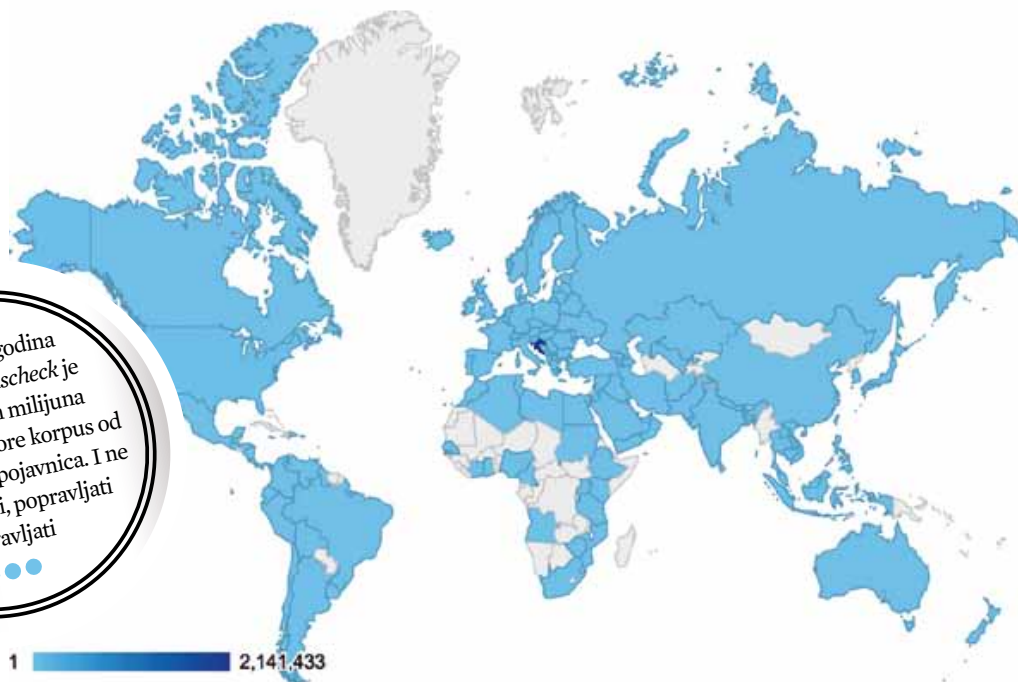 godina
scheck je
milijuna
ore korpus od
pojavnica. I ne
i, popravljati
avljati
1 2,141,433